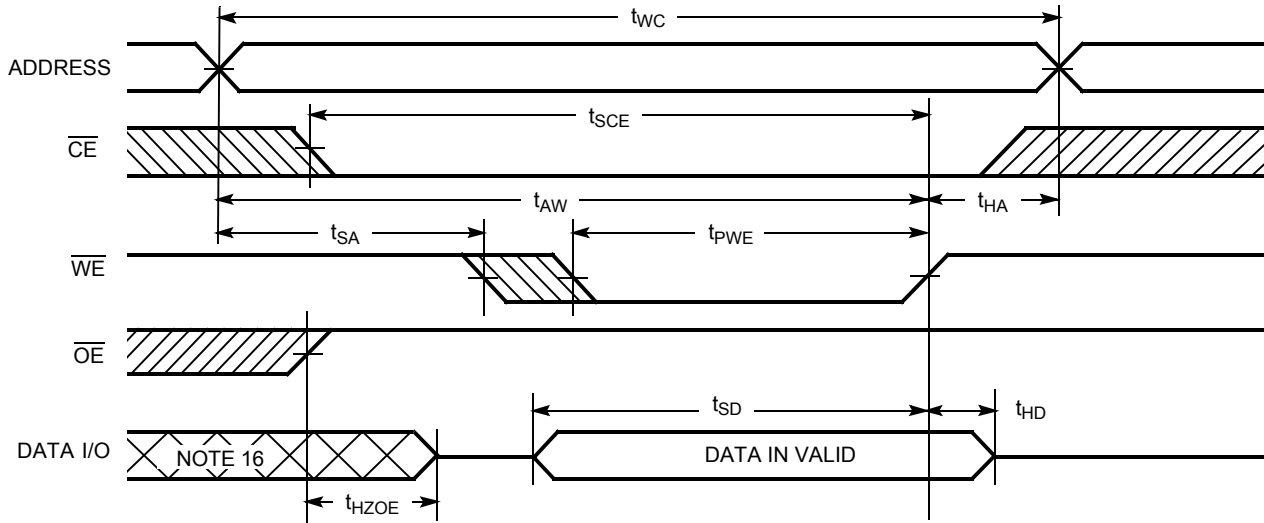 tWC
ADDRESS
tSCE
CE
tAW
tHA
tSA
tPWE
WE
OE
tSD
tHD
DATA I/O
NOTE 16
DATA IN VALID
tHZOE